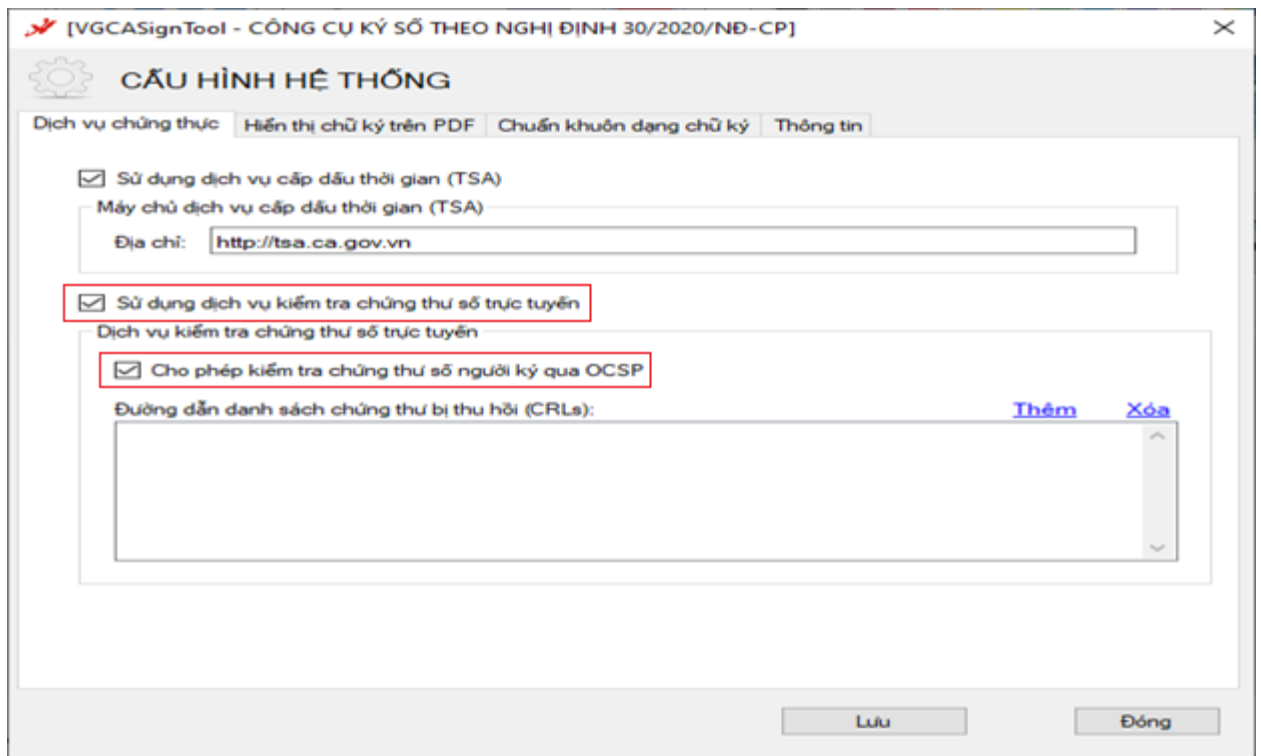 [VGCASignTool - CÔNG CỤ KÝ SỐ THEO NGHỊ ĐỊNH 30/2020/NĐ-CP]
CẤU HÌNH HỆ THỐNG
Dịch vụ chứng thực Hiển thị chữ ký trên PDF Chuẩn khuôn dạng chữ ký Thông tin
Sử dụng dịch vụ cấp dấu thời gian (TSA)
Máy chủ dịch vụ cấp dấu thời gian (TSA)
Địa chỉ: http://tsa.ca.gov.vn
Sử dụng dịch vụ kiểm tra chứng thư số trực tuyến
Dịch vụ kiểm tra chứng thư số trực tuyến
Cho phép kiểm tra chứng thư số người ký qua OCSP
Đường dẫn danh sách chứng thư bị thu hồi (CRLs): Thêm Xóa
Lưu Đóng